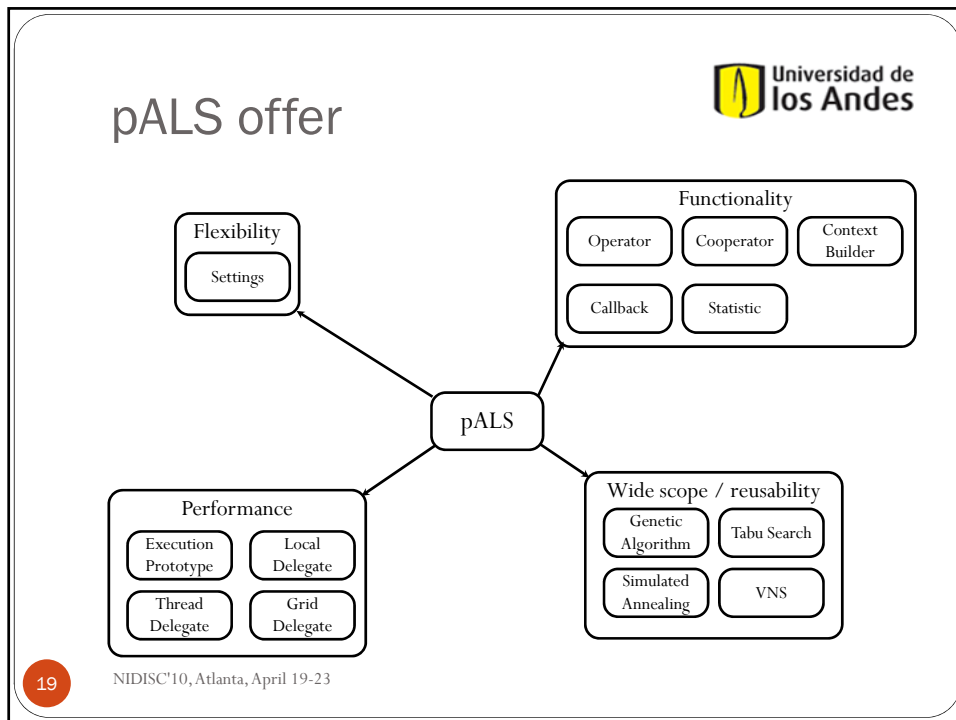 pALS offer
Universidad de
los Andes
Flexibility
Settings
Functionality
Operator
Cooperator
Context
Builder
Callback
Statistic
pALS
Performance
Execution
Prototype
Local
Delegate
Thread
Delegate
Grid
Delegate
Wide scope / reusability
Genetic
Algorithm
Tabu Search
Simulated
Annealing
VNS
19
NIDISC'10, Atlanta, April 19-23